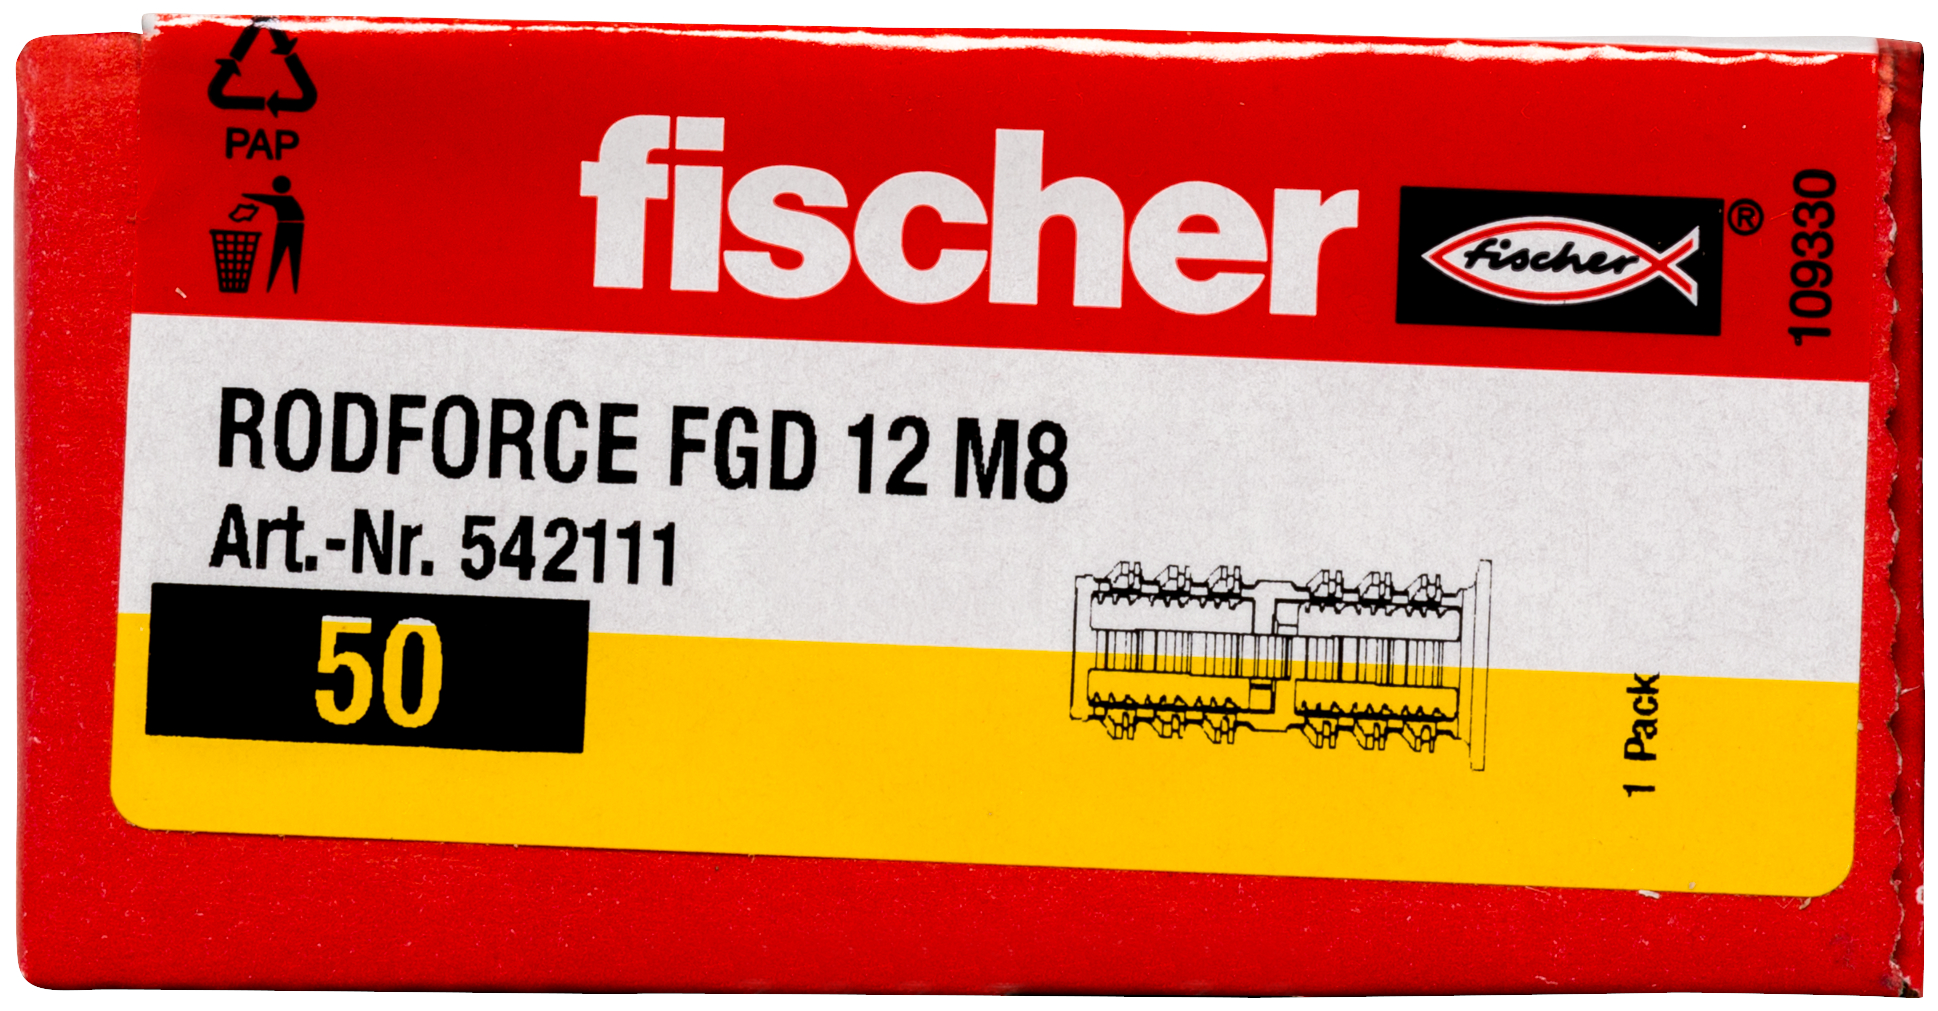 PAP
fischer
fischer
®
109330
RODFORCE FGD 12 M8
Art.-Nr. 542111
50
1 Pack